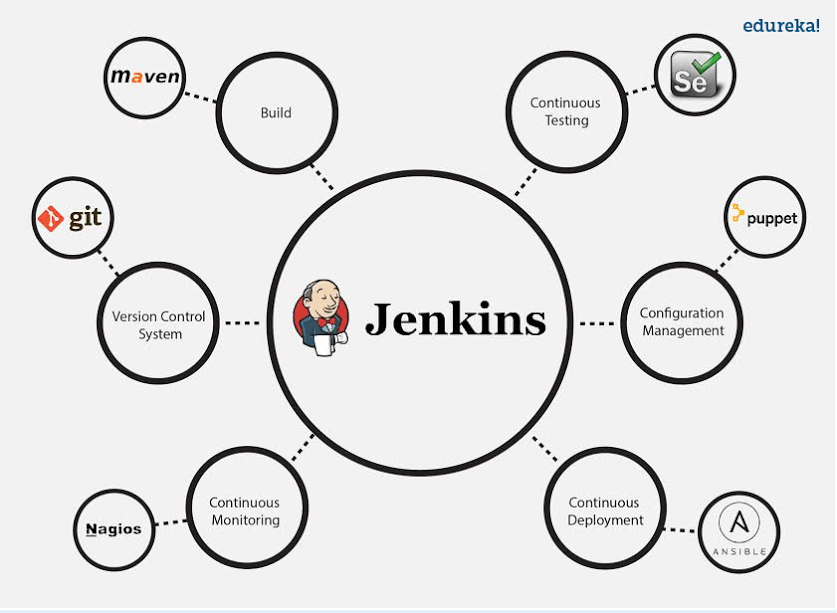 edureka!
maven
Build
Continuous
Testing
Se
git
puppet
Version Control
System
Jenkins
Configuration
Management
Continuous
Monitoring
Nagios
Continuous
Deployment
A
ANSIBLE